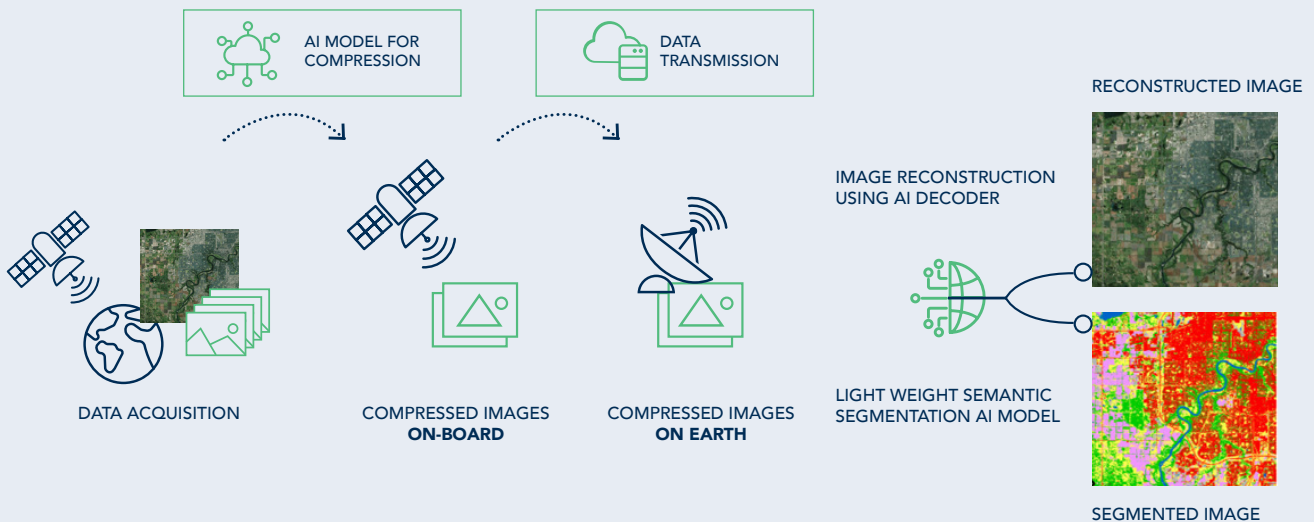 AI MODEL FOR
COMPRESSION
DATA
TRANSMISSION
RECONSTRUCTED IMAGE
IMAGE RECONSTRUCTION
USING AI DECODER
DATA ACQUISITION
COMPRESSED IMAGES
ON-BOARD
COMPRESSED IMAGES
ON EARTH
LIGHT WEIGHT SEMANTIC
SEGMENTATION AI MODEL
SEGMENTED IMAGE